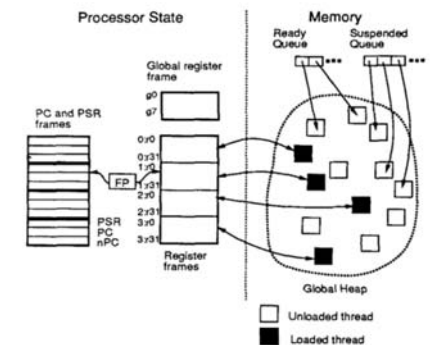 Processor State
Memory
Ready
Queue
Suspended
Queue
Global register
frame
g0
g7
PC and PSR
frames
0:r0
0:r31
1:r0
FP
1:r31
2:r0
2:r31
3:r0
3:r31
PSR
PC
nPC
Register
frames
Global Heap
Unloaded thread
Loaded thread